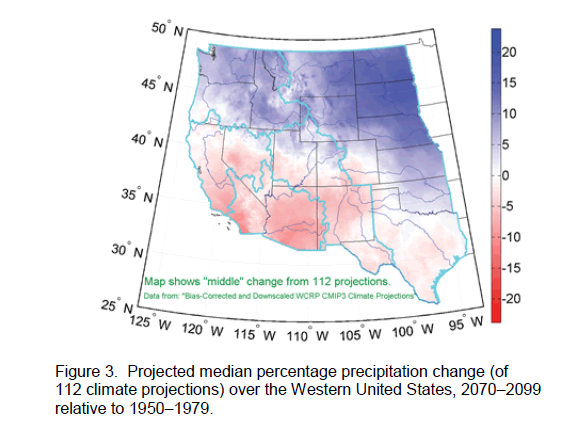 50° N
45° N
40° N
35° N
30° N
25° N
125° W 120° W 115° W 110° W 105° W 100° W 95° W
20
15
10
5
0
-5
-10
-15
-20
Map shows "middle" change from 112 projections.
Data from: "Bias-Corrected and Downscaled WCRP CMIP3 Climate Projections"
Figure 3. Projected median percentage precipitation change (of
112 climate projections) over the Western United States, 2070–2099
relative to 1950–1979.